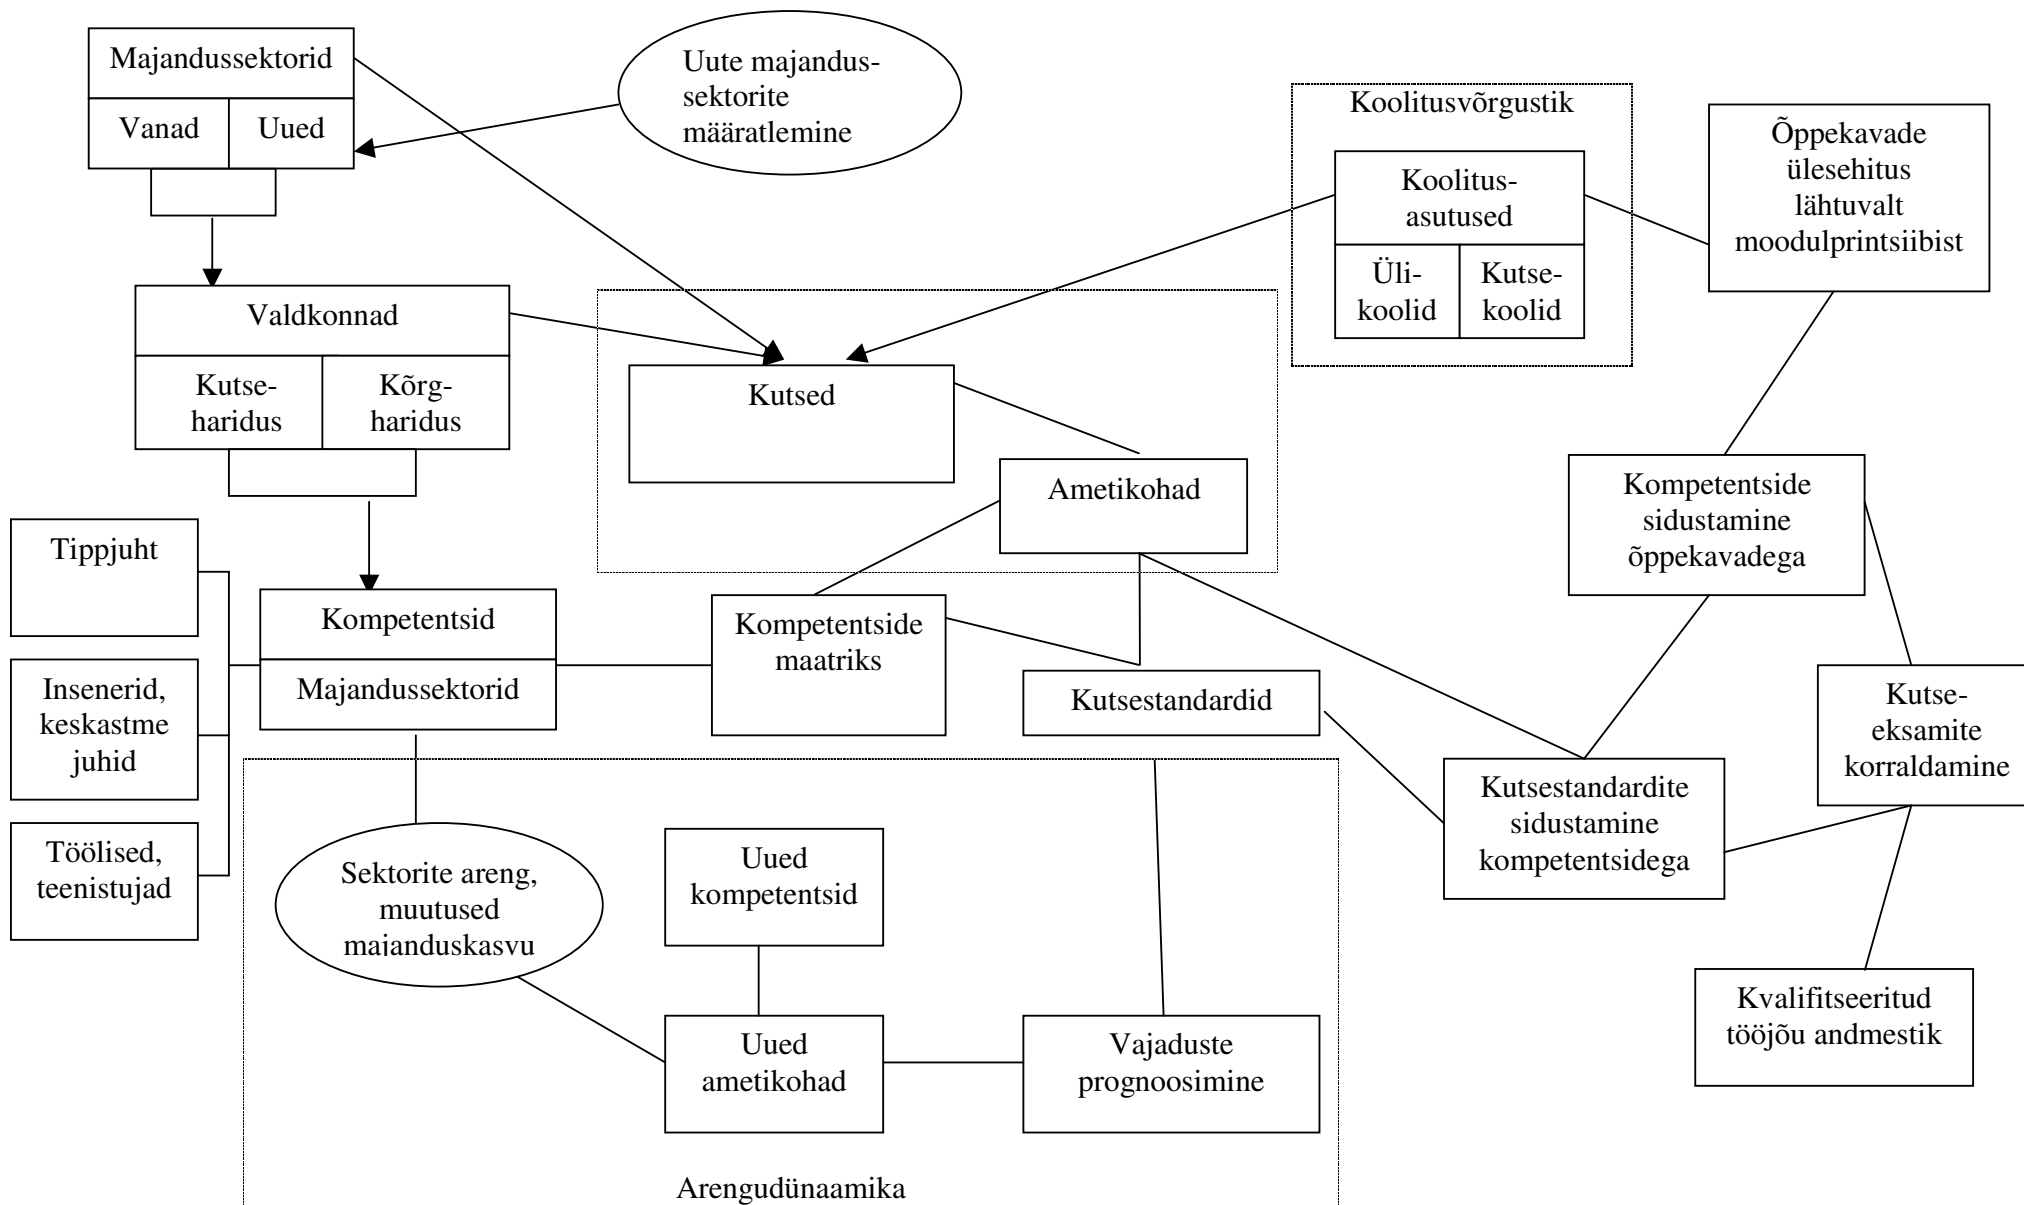 Majandussektorid
Vanad
Uued
Uute majandus-
sektorite
määratlemine
Koolitusvõrgustik
Koolitus-
asutused
Üli-
koolid
Kutse-
koolid
Õppekavade
ülesehitus
lähtuvalt
moodulprintsiibist
Valdkonnad
Kutse-
haridus
Kõrg-
haridus
Kutsed
Ametikohad
Kompetentside
sidustamine
õppekavadega
Tippjuht
Insenerid,
keskastme
juhid
Töölised,
teenistujad
Kompetentsid
Majandussektorid
Kompetentside
maatriks
Kutsestandardid
Kutse-
eksamite
korraldamine
Kutsestandardite
sidustamine
kompetentsidega
Sektorite areng,
muutused
majanduskasvu
Uued
kompetentsid
Uued
ametikohad
Vajaduste
prognoosimine
Kvalifitseeritud
tööjõu andmestik
Arengudünaamika